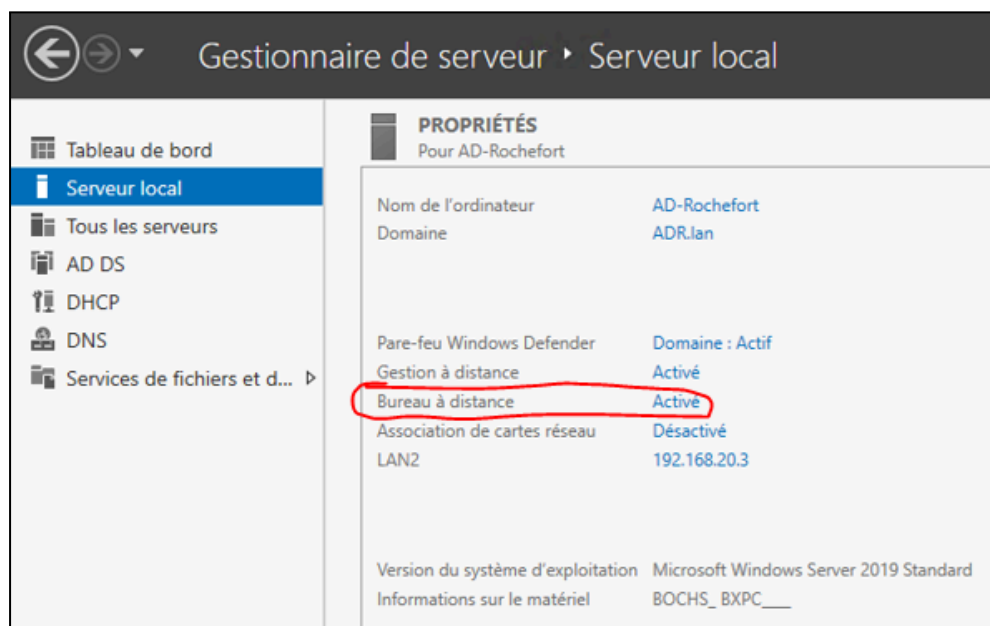 Gestionnaire de serveur ‣ Serveur local
Tableau de bord
Serveur local
Tous les serveurs
AD DS
DHCP
DNS
Services de fichiers et d...
PROPRIÉTÉS
Pour AD-Rochefort
Nom de l'ordinateur AD-Rochefort
Domaine ADR.lan
Pare-feu Windows Defender Domaine : Actif
Gestion à distance Activé
Bureau à distance Activé
Association de cartes réseau Désactivé
LAN2 192.168.20.3
Version du système d'exploitation Microsoft Windows Server 2019 Standard
Informations sur le matériel BOCHS_ BXPC____